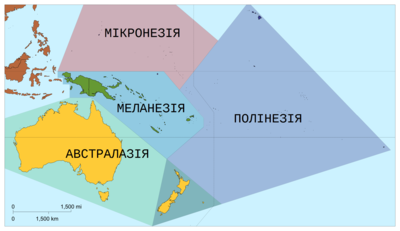 МІКРОНЕЗІЯ
МЕЛАНЕЗІЯ
ПОЛІНЕЗІЯ
АВСТРАЛАЗІЯ
0 1,500 mi
0 1,500 km